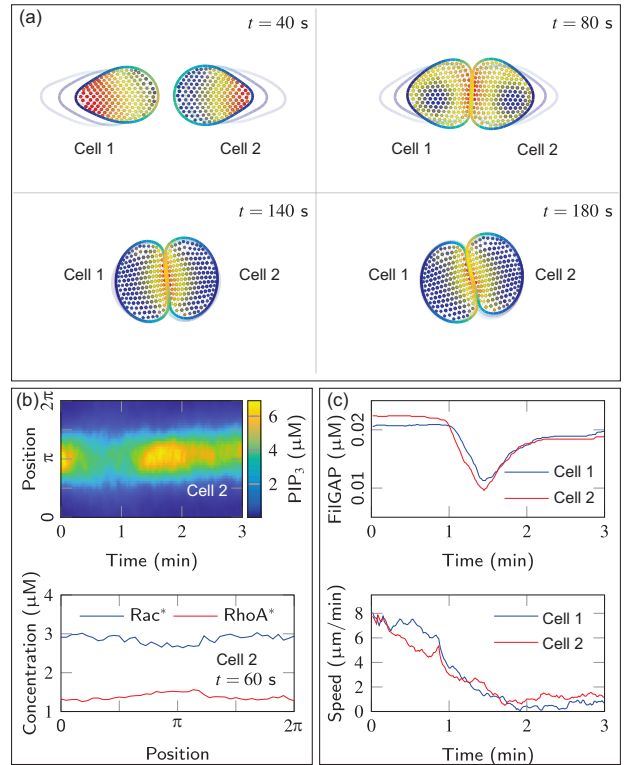 (a)
t = 40 s
Cell 1
Cell 2
t = 80 s
Cell 1
Cell 2
t = 140 s
Cell 1
Cell 2
t = 180 s
Cell 1
Cell 2
(b)
2π
π
0
Position
Cell 2
0 1 2 3
Time (min)
6
4
2
PIP₃ (μM)
4
3
2
1
Concentration (μM)
Rac* RhoA*
Cell 2
t = 60 s
0 π 2π
Position
(c)
0.02
0.01
FilGAP (μM)
Cell 1
Cell 2
0 1 2 3
Time (min)
8
6
4
2
0
Speed (μm/min)
Cell 1
Cell 2
0 1 2 3
Time (min)